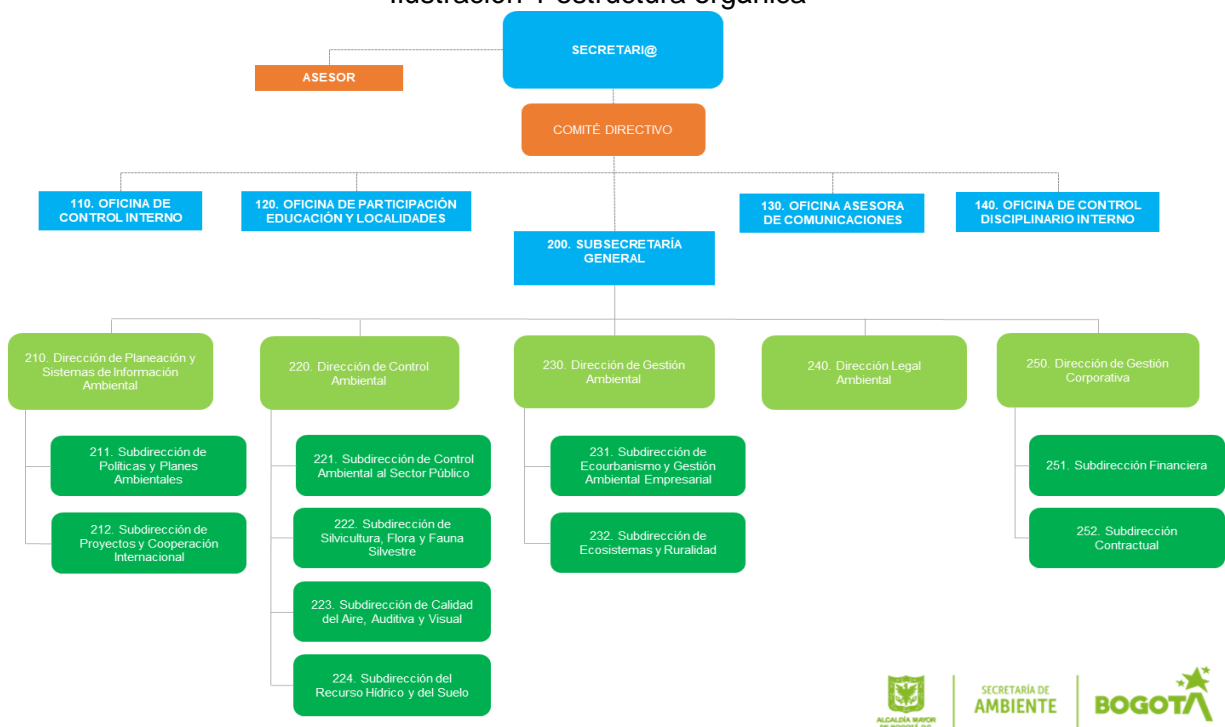 Ilustración 1 estructura orgánica
SECRETARI@
ASESOR
COMITÉ DIRECTIVO
110. OFICINA DE
CONTROL INTERNO
120. OFICINA DE PARTICIPACIÓN
EDUCACIÓN Y LOCALIDADES
130. OFICINA ASESORA
DE COMUNICACIONES
140. OFICINA DE CONTROL
DISCIPLINARIO INTERNO
200. SUBSECRETARÍA
GENERAL
210. Dirección de Planeación y
Sistemas de Información
Ambiental
220. Dirección de Control
Ambiental
230. Dirección de Gestión
Ambiental
240. Dirección Legal
Ambiental
250. Dirección de Gestión
Corporativa
211. Subdirección de
Políticas y Planes
Ambientales
212. Subdirección de
Proyectos y Cooperación
Internacional
221. Subdirección de Control
Ambiental al Sector Público
222. Subdirección de
Silvicultura, Flora y Fauna
Silvestre
223. Subdirección de Calidad
del Aire, Auditiva y Visual
224. Subdirección del
Recurso Hídrico y del Suelo
231. Subdirección de
Ecourbanismo y Gestión
Ambiental Empresarial
232. Subdirección de
Ecosistemas y Ruralidad
251. Subdirección Financiera
252. Subdirección
Contractual
ALCALDÍA MAYOR
DE BOGOTÁ D.C.
SECRETARÍA DE
AMBIENTE
BOGOTÁ